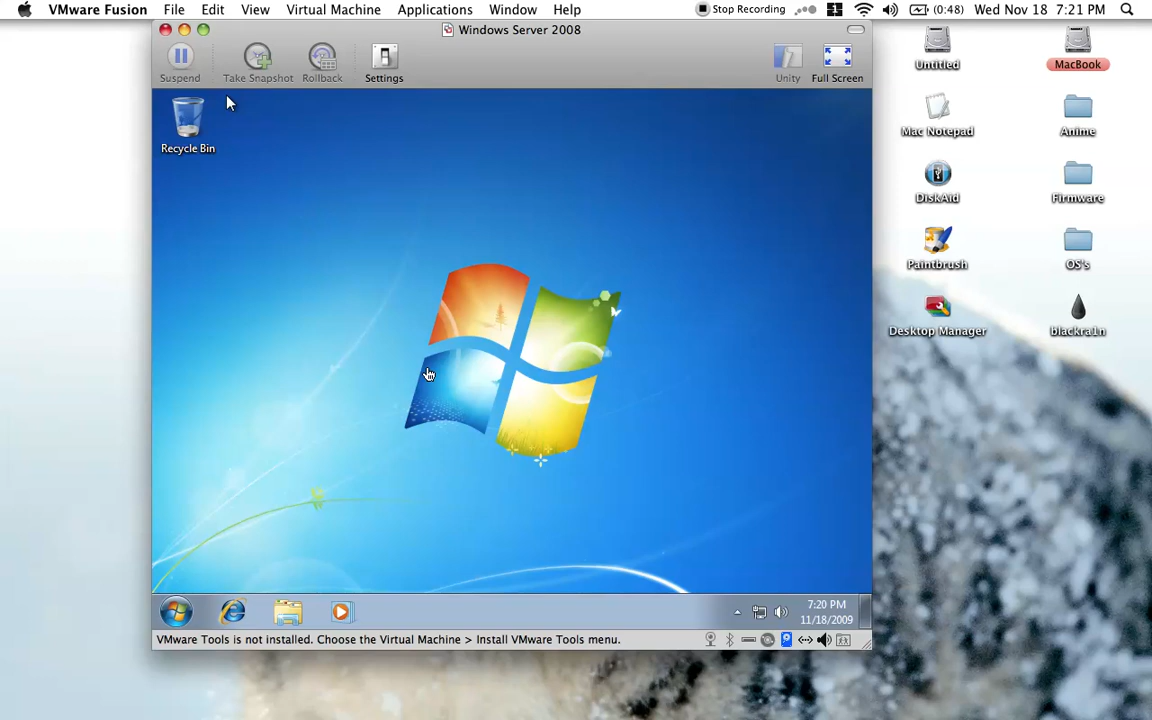 VMware Fusion File Edit View Virtual Machine Applications Window Help Stop Recording 1 (0:48) Wed Nov 18 7:21 PM
Windows Server 2008
Suspend Take Snapshot Rollback Settings Unity Full Screen
Recycle Bin
Untitled MacBook
Mac Notepad Anime
DiskAid Firmware
Paintbrush OS's
Desktop Manager blackra1n
7:20 PM
11/18/2009
VMware Tools is not installed. Choose the Virtual Machine > Install VMware Tools menu.